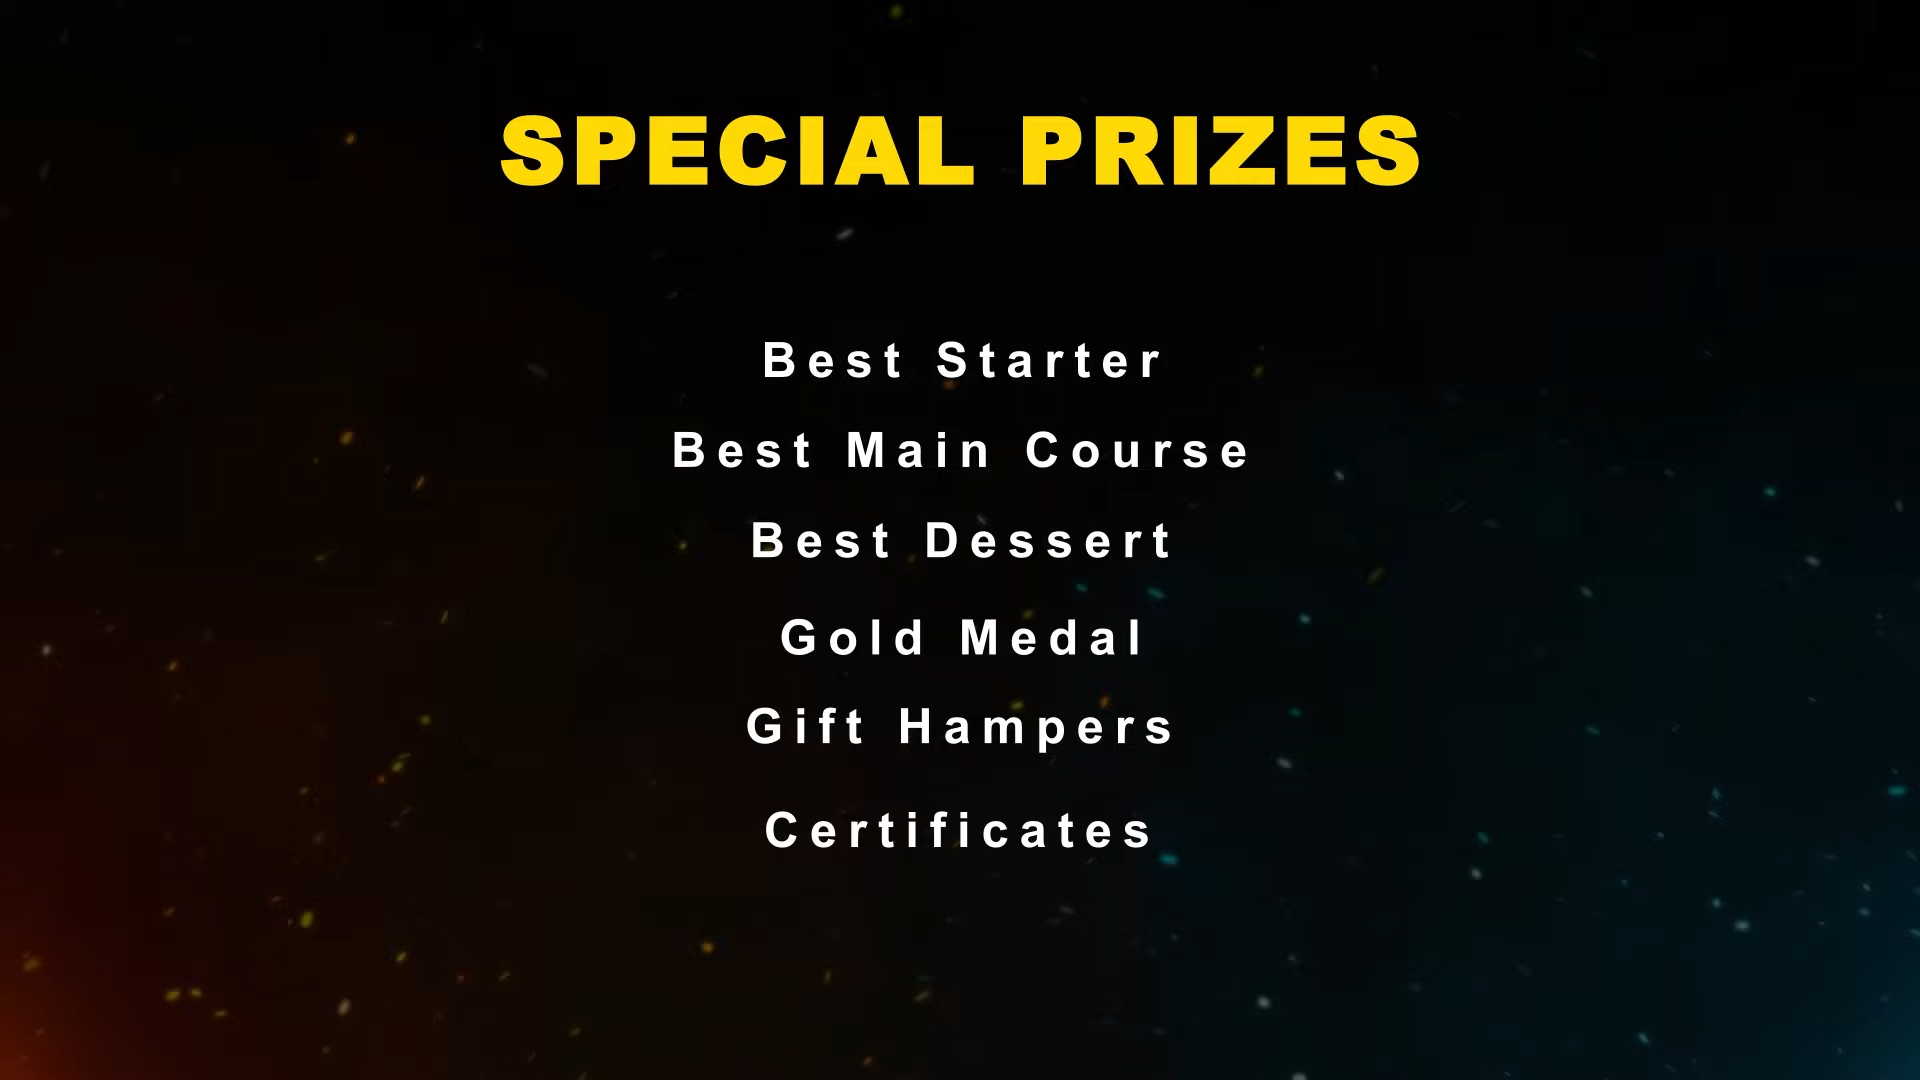 SPECIAL PRIZES
Best Starter
Best Main Course
Best Dessert
Gold Medal
Gift Hampers
Certificates